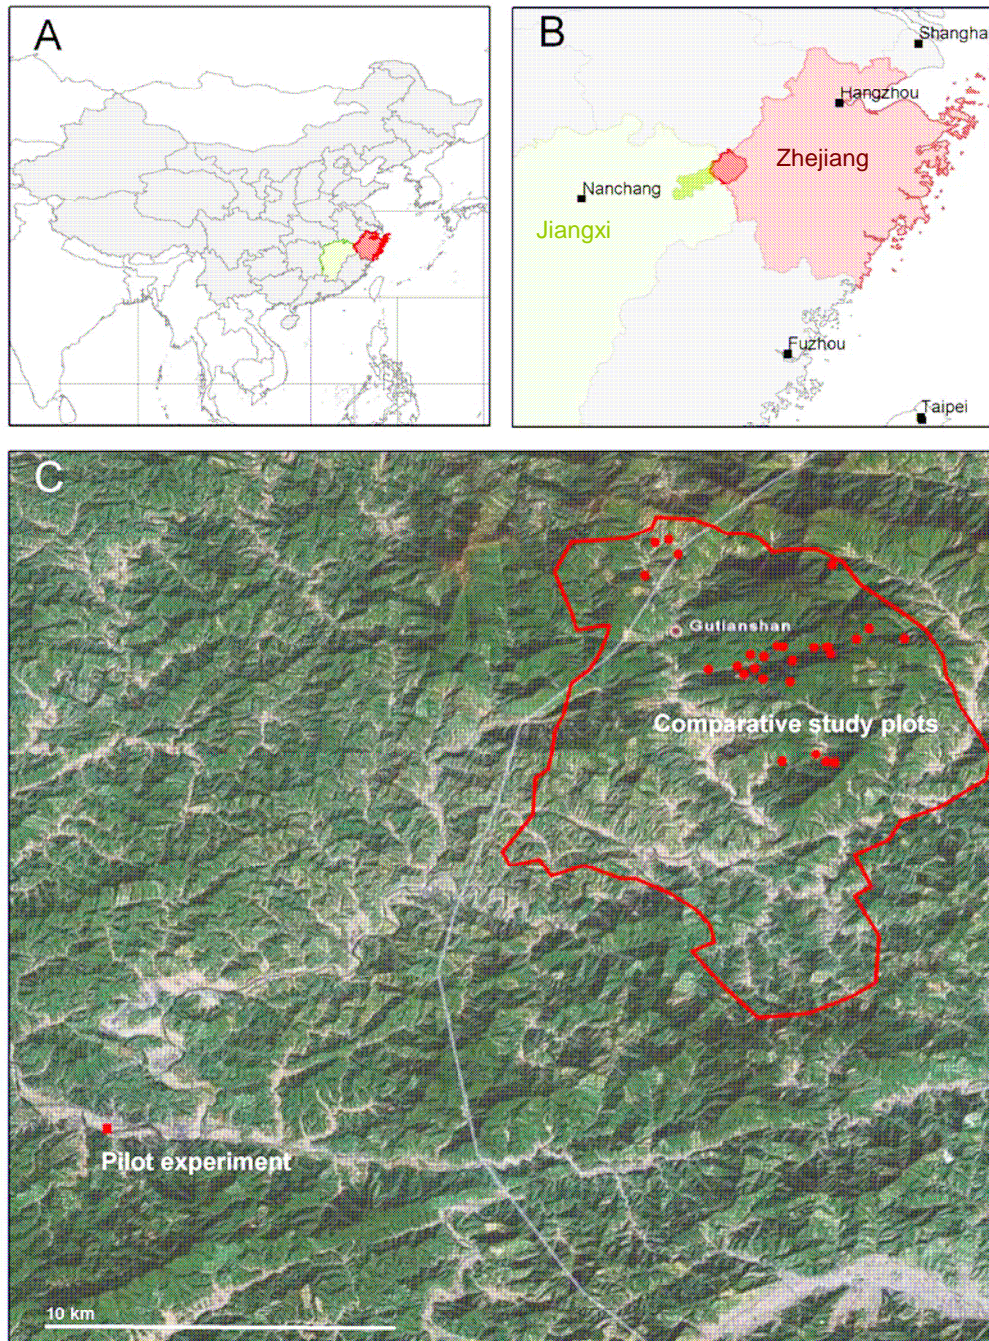 A
B
Shangha
Hangzhou
Zhejiang
Nanchang
Jiangxi
Fuzhou
Taipei
C
Gutianshan
Comparative study plots
Pilot experiment
10 km